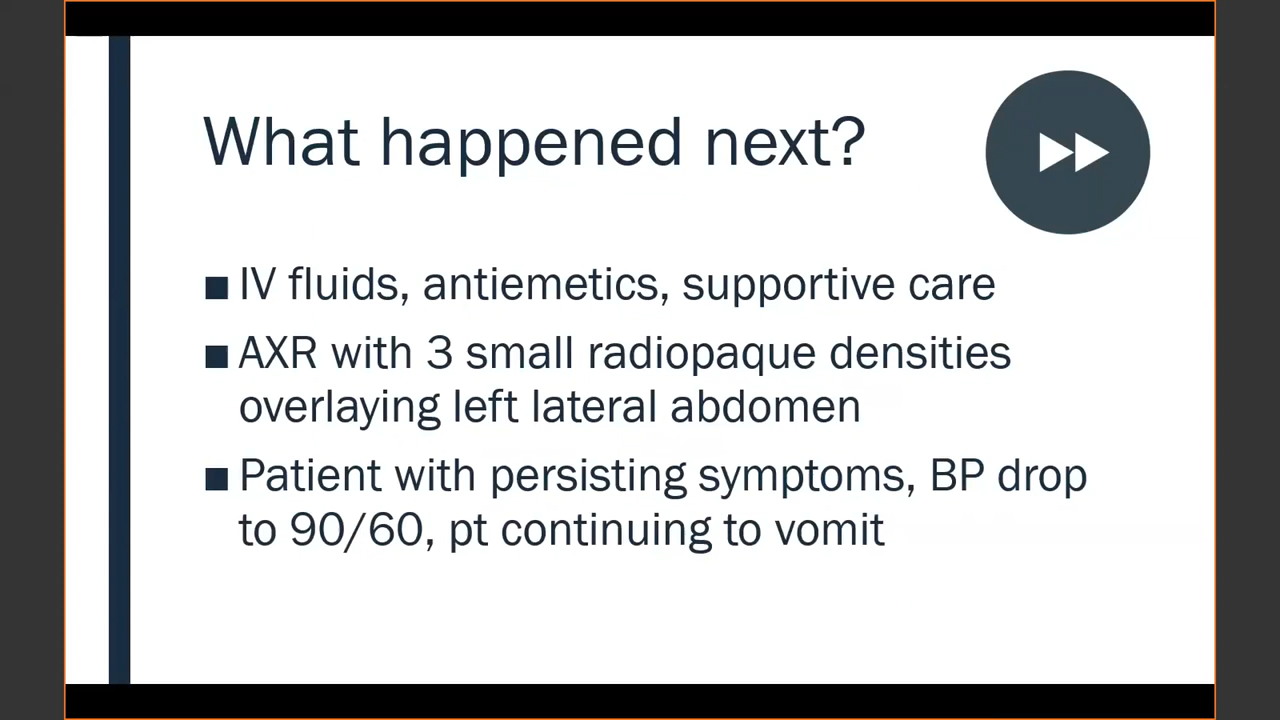 What happened next?
■ IV fluids, antiemetics, supportive care
■ AXR with 3 small radiopaque densities
overlaying left lateral abdomen
■ Patient with persisting symptoms, BP drop
to 90/60, pt continuing to vomit